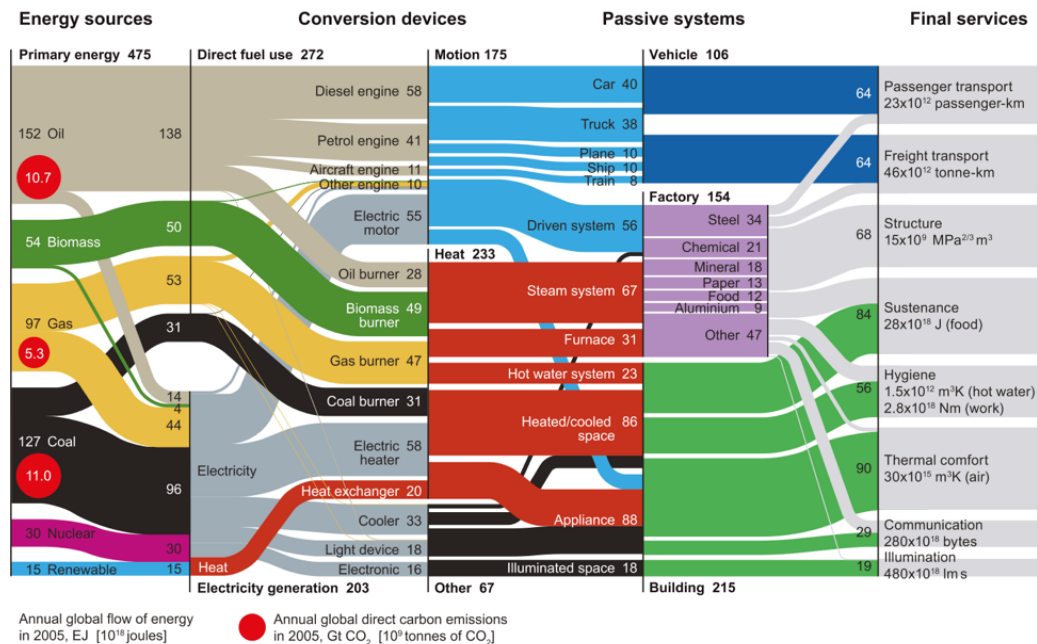 Energy sources
Conversion devices
Passive systems
Final services
Primary energy 475
152 Oil
10.7
138
54 Biomass
50
53
97 Gas
5.3
31
14
4
44
127 Coal
11.0
96
30 Nuclear
30
15 Renewable
15
Direct fuel use 272
Diesel engine 58
Petrol engine 41
Aircraft engine 11
Other engine 10
Electric
motor 55
Oil burner 28
Biomass
burner 49
Gas burner 47
Coal burner 31
Electricity
Electric
heater 58
Heat exchanger 20
Cooler 33
Light device 18
Heat
Electronic 16
Electricity generation 203
Motion 175
Car 40
Truck 38
Plane 10
Ship 10
Train 8
Driven system 56
Heat 233
Steam system 67
Furnace 31
Hot water system 23
Heated/cooled
space 86
Appliance 88
Illuminated space 18
Other 67
Vehicle 106
64
64
Factory 154
Steel 34
Chemical 21
Mineral 18
Paper 13
Food 12
Aluminium 9
Other 47
68
84
56
90
29
19
Building 215
Passenger transport
23x10¹² passenger-km
Freight transport
46x10¹² tonne-km
Structure
15x10⁹ MPa²ᐟ³ m³
Sustenance
28x10¹⁸ J (food)
Hygiene
1.5x10¹² m³K (hot water)
2.8x10¹⁸ Nm (work)
Thermal comfort
30x10¹⁵ m³K (air)
Communication
280x10¹⁸ bytes
Illumination
480x10¹⁸ lm s
Annual global flow of energy
in 2005, EJ [10¹⁸ joules]
Annual global direct carbon emissions
in 2005, Gt CO₂ [10⁹ tonnes of CO₂]